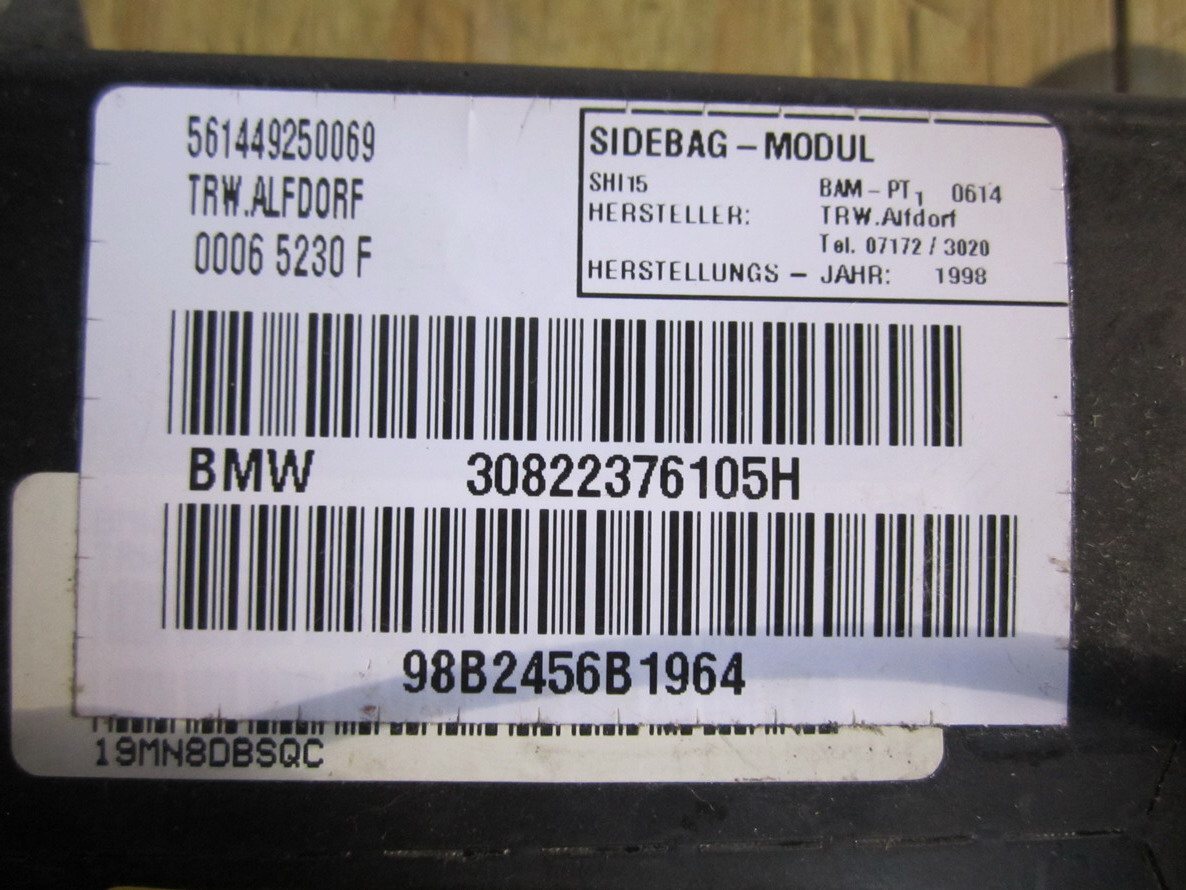 561449250069
TRW.ALFDORF
0006 5230 F
SIDEBAG – MODUL
SHI15 BAM – PT1 0614
HERSTELLER: TRW.Alfdorf
Tel. 07172 / 3020
HERSTELLUNGS – JAHR: 1998
BMW 30822376105H
98B2456B1964
19MN8DBSQC